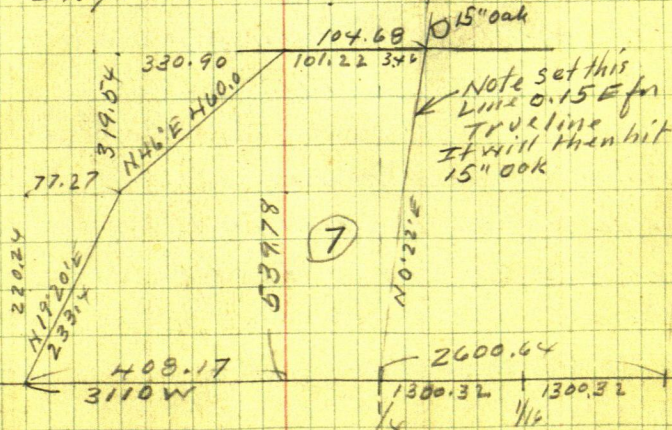 15" oak
104.68
330.90
101.22 3.46
Note set this
Line 0.15 E for
True line
It will then hit
15" oak
319.54
N46°E 460.0
77.27
539.78
7
N0°22'E
220.24
N19°20'E
233.4
408.17
3110 W
2600.64
1300.32 1300.32
1/4 1/16